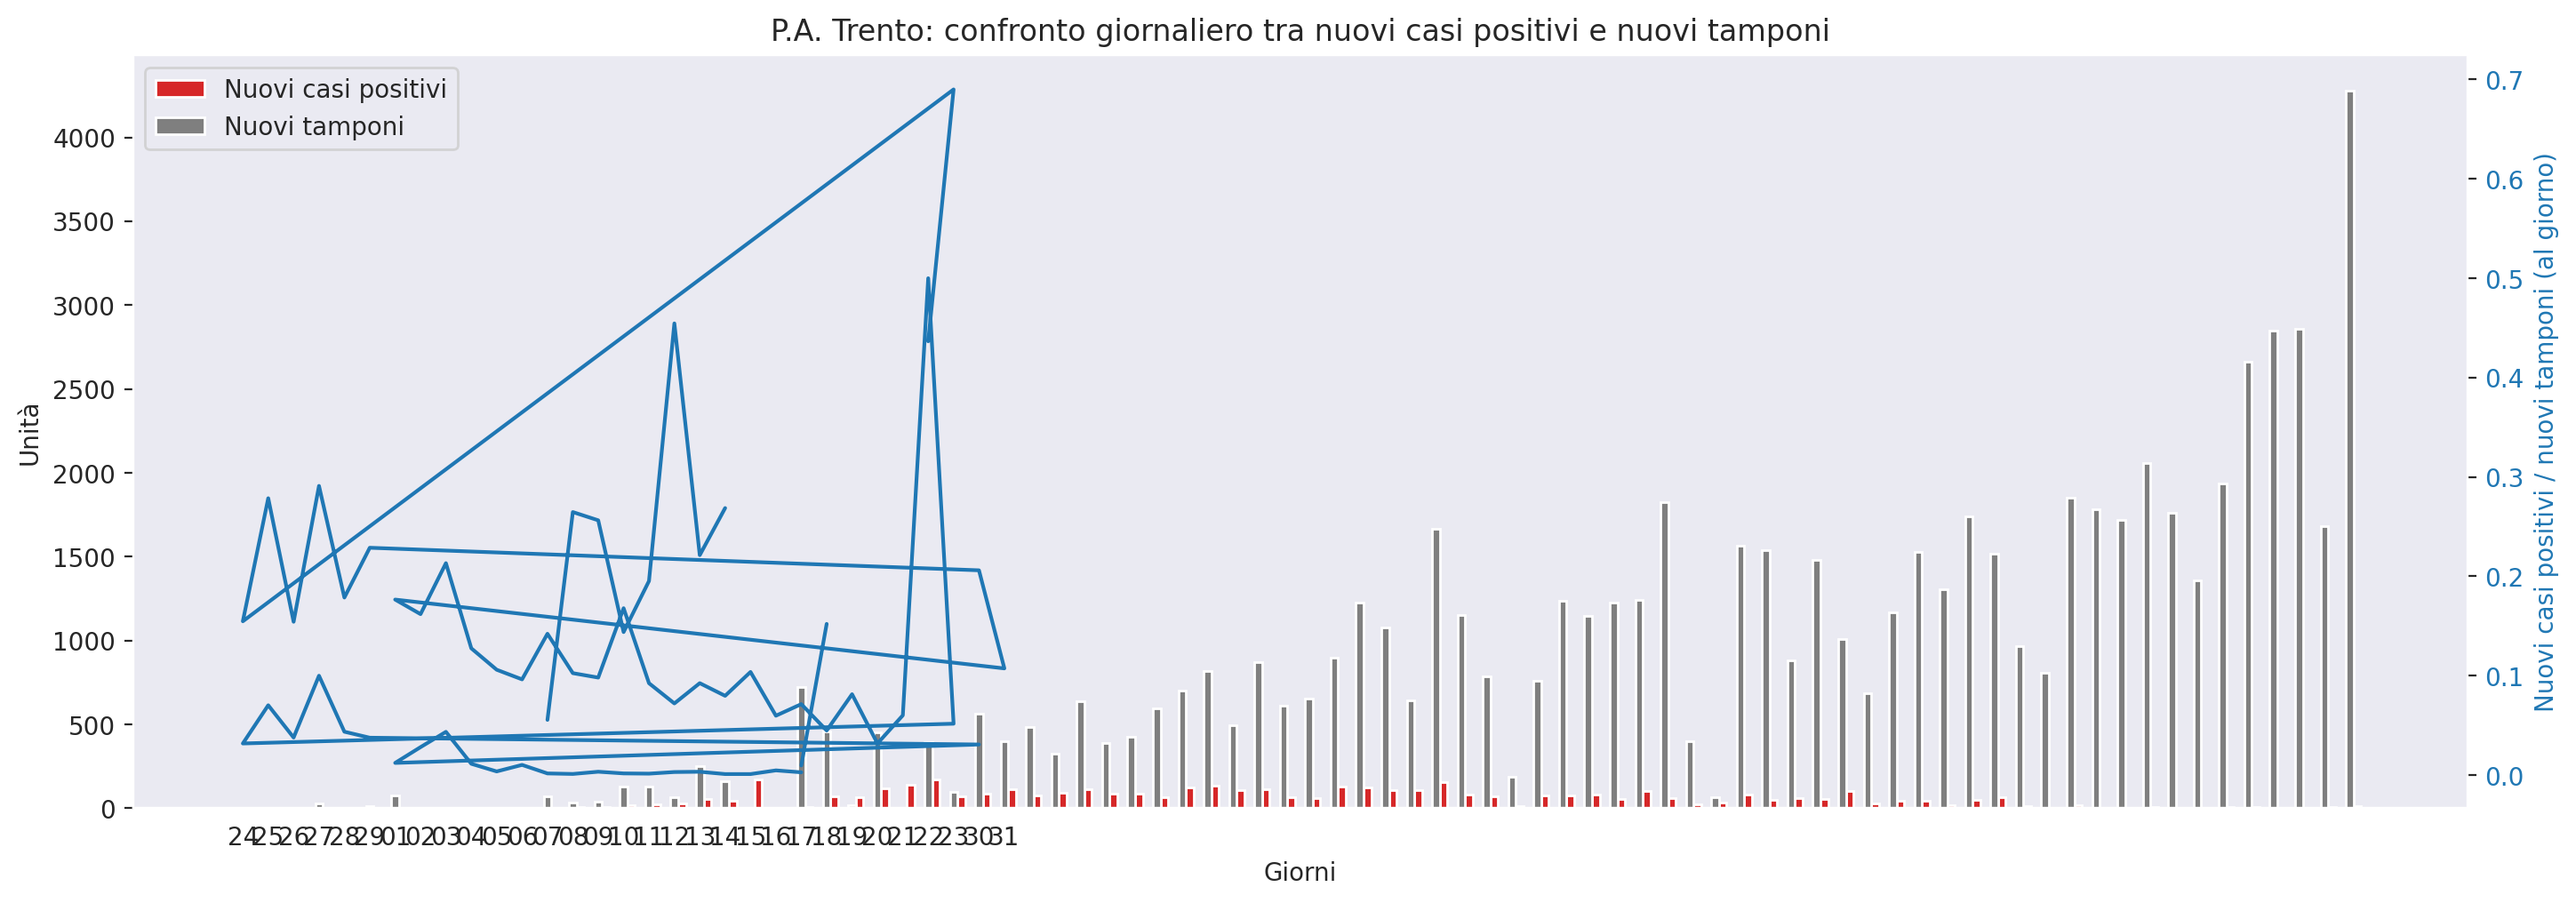 P.A. Trento: confronto giornaliero tra nuovi casi positivi e nuovi tamponi
Nuovi casi positivi
Nuovi tamponi
4000
3500
3000
2500
2000
1500
1000
500
0
Unità
0.7
0.6
0.5
0.4
0.3
0.2
0.1
0.0
Nuovi casi positivi / nuovi tamponi (al giorno)
24 25 26 27 28 29 01 02 03 04 05 06 07 08 09 10 11 12 13 14 15 16 17 18 19 20 21 22 23 30 31
Giorni